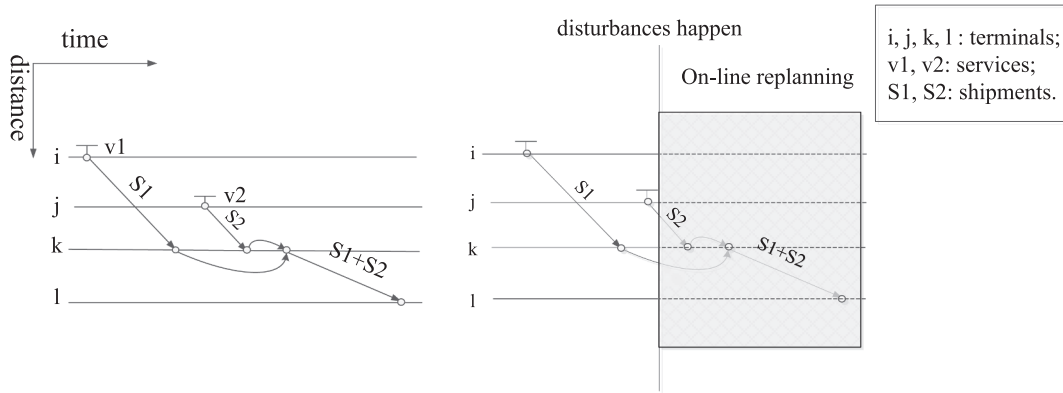 time
distance
i
v1
S1
j
v2
S2
k
S1+S2
l
disturbances happen
On-line replanning
i
S1
j
S2
k
S1+S2
l
i, j, k, l : terminals;
v1, v2: services;
S1, S2: shipments.